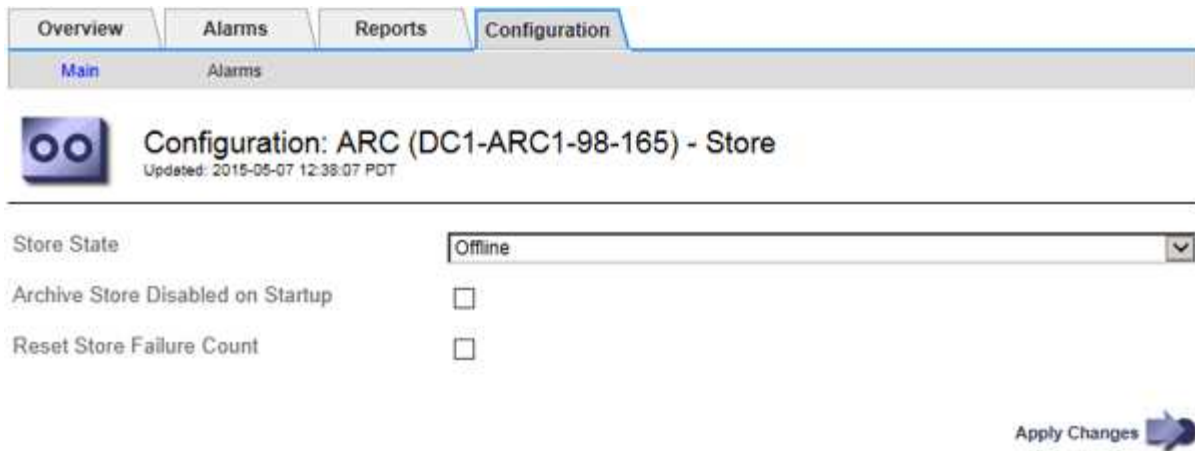 Overview Alarms Reports Configuration
Main Alarms
Configuration: ARC (DC1-ARC1-98-165) - Store
Updated: 2015-05-07 12:38:07 PDT
Store State Offline
Archive Store Disabled on Startup
Reset Store Failure Count
Apply Changes